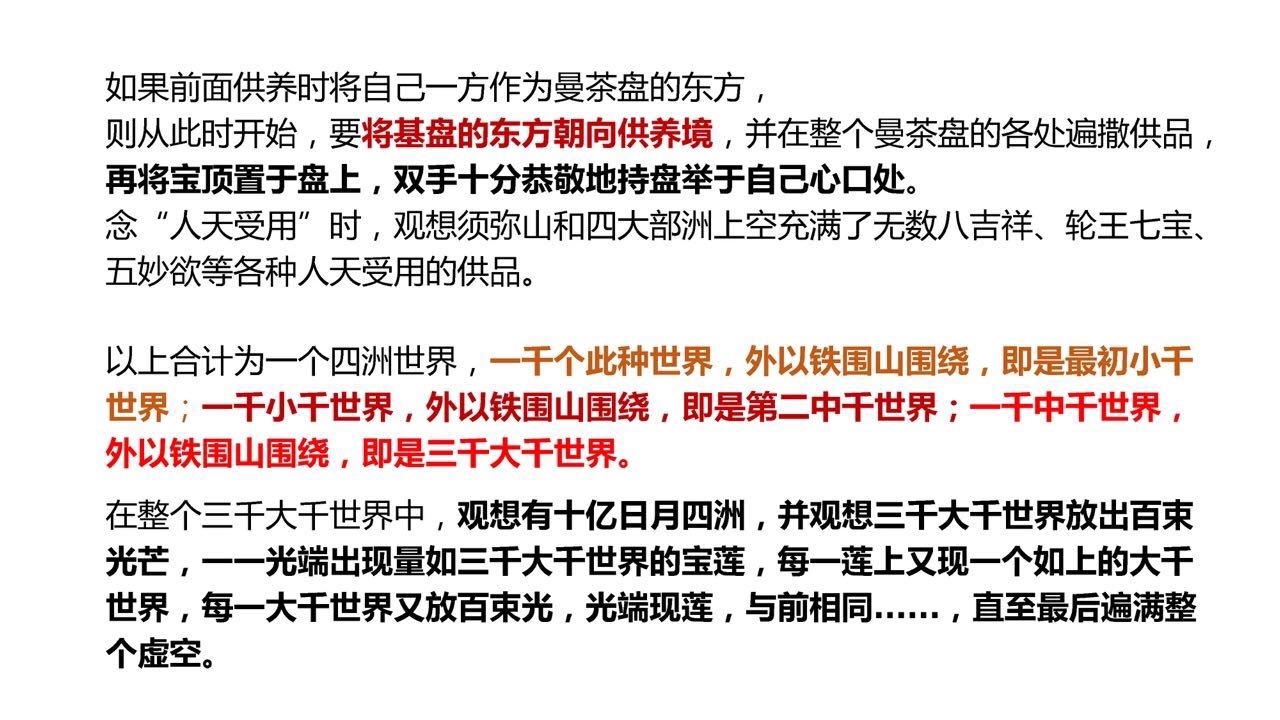 如果前面供养时将自己一方作为曼茶盘的东方，
则从此时开始，要将基盘的东方朝向供养境，并在整个曼茶盘的各处遍撒供品，
再将宝顶置于盘上，双手十分恭敬地持盘举于自己心口处。
念“人天受用”时，观想须弥山和四大部洲上空充满了无数八吉祥、轮王七宝、
五妙欲等各种人天受用的供品。
以上合计为一个四洲世界，一千个此种世界，外以铁围山围绕，即是最初小千
世界；一千小千世界，外以铁围山围绕，即是第二中千世界；一千中千世界，
外以铁围山围绕，即是三千大千世界。
在整个三千大千世界中，观想有十亿日月四洲，并观想三千大千世界放出百束
光芒，一一光端出现量如三千大千世界的宝莲，每一莲上又现一个如上的大千
世界，每一大千世界又放百束光，光端现莲，与前相同......，直至最后遍满整
个虚空。